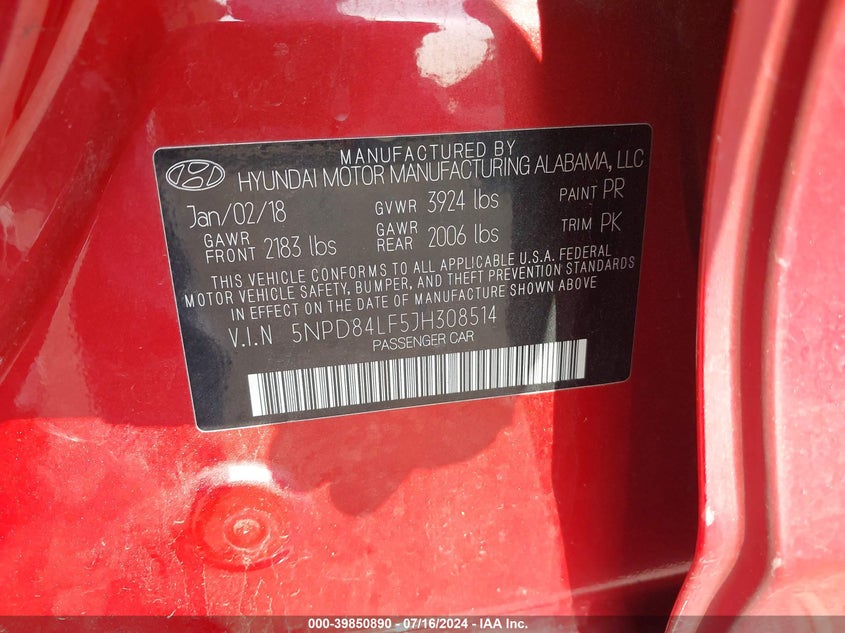 MANUFACTURED BY
HYUNDAI MOTOR MANUFACTURING ALABAMA, LLC
Jan/02/18 GVWR 3924 lbs PAINT PR
GAWR FRONT 2183 lbs GAWR REAR 2006 lbs TRIM PK
THIS VEHICLE CONFORMS TO ALL APPLICABLE U.S.A. FEDERAL
MOTOR VEHICLE SAFETY, BUMPER, AND THEFT PREVENTION STANDARDS
IN EFFECT ON THE DATE OF MANUFACTURE SHOWN ABOVE
V.I.N 5NPD84LF5JH308514
PASSENGER CAR
000-39850890 - 07/16/2024 - IAA Inc.